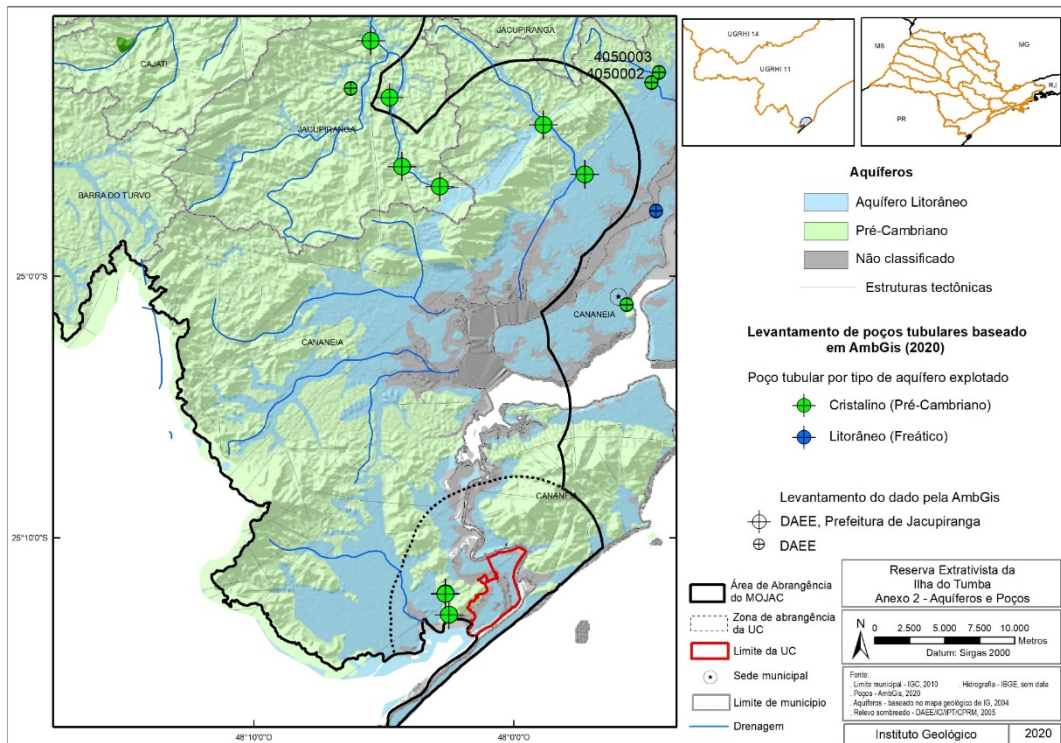 JACUPIRANGA
4050003
4050002
CAJATI
JACUPIRANGA
BARRA DO TURVO
25°0'0"S
CANANEIA
CANANEIA
CANANEIA
25°10'0"S
48°10'0"W
48°0'0"W
UGRHI 14
UGRHI 11
MS
MG
RJ
PR
Aquíferos
Aquífero Litorâneo
Pré-Cambriano
Não classificado
Estruturas tectônicas
Levantamento de poços tubulares baseado
em AmbGis (2020)
Poço tubular por tipo de aquífero explotado
Cristalino (Pré-Cambriano)
Litorâneo (Freático)
Levantamento do dado pela AmbGis
DAEE, Prefeitura de Jacupiranga
DAEE
Área de Abrangência
do MOJAC
Zona de abrangência
da UC
Limite da UC
Sede municipal
Limite de município
Drenagem
Reserva Extrativista da
Ilha do Tumba
Anexo 2 - Aquíferos e Poços
N
0 2.500 5.000 7.500 10.000
Metros
Datum: Sirgas 2000
Fonte:
. Limite municipal - IGC, 2010 . Hidrografia - IBGE, sem data
. Poços - AmbGis, 2020
. Aquíferos - baseado no mapa geológico de IG, 2004
. Relevo sombreado - DAEE/IG/IPT/CPRM, 2005
Instituto Geológico 2020